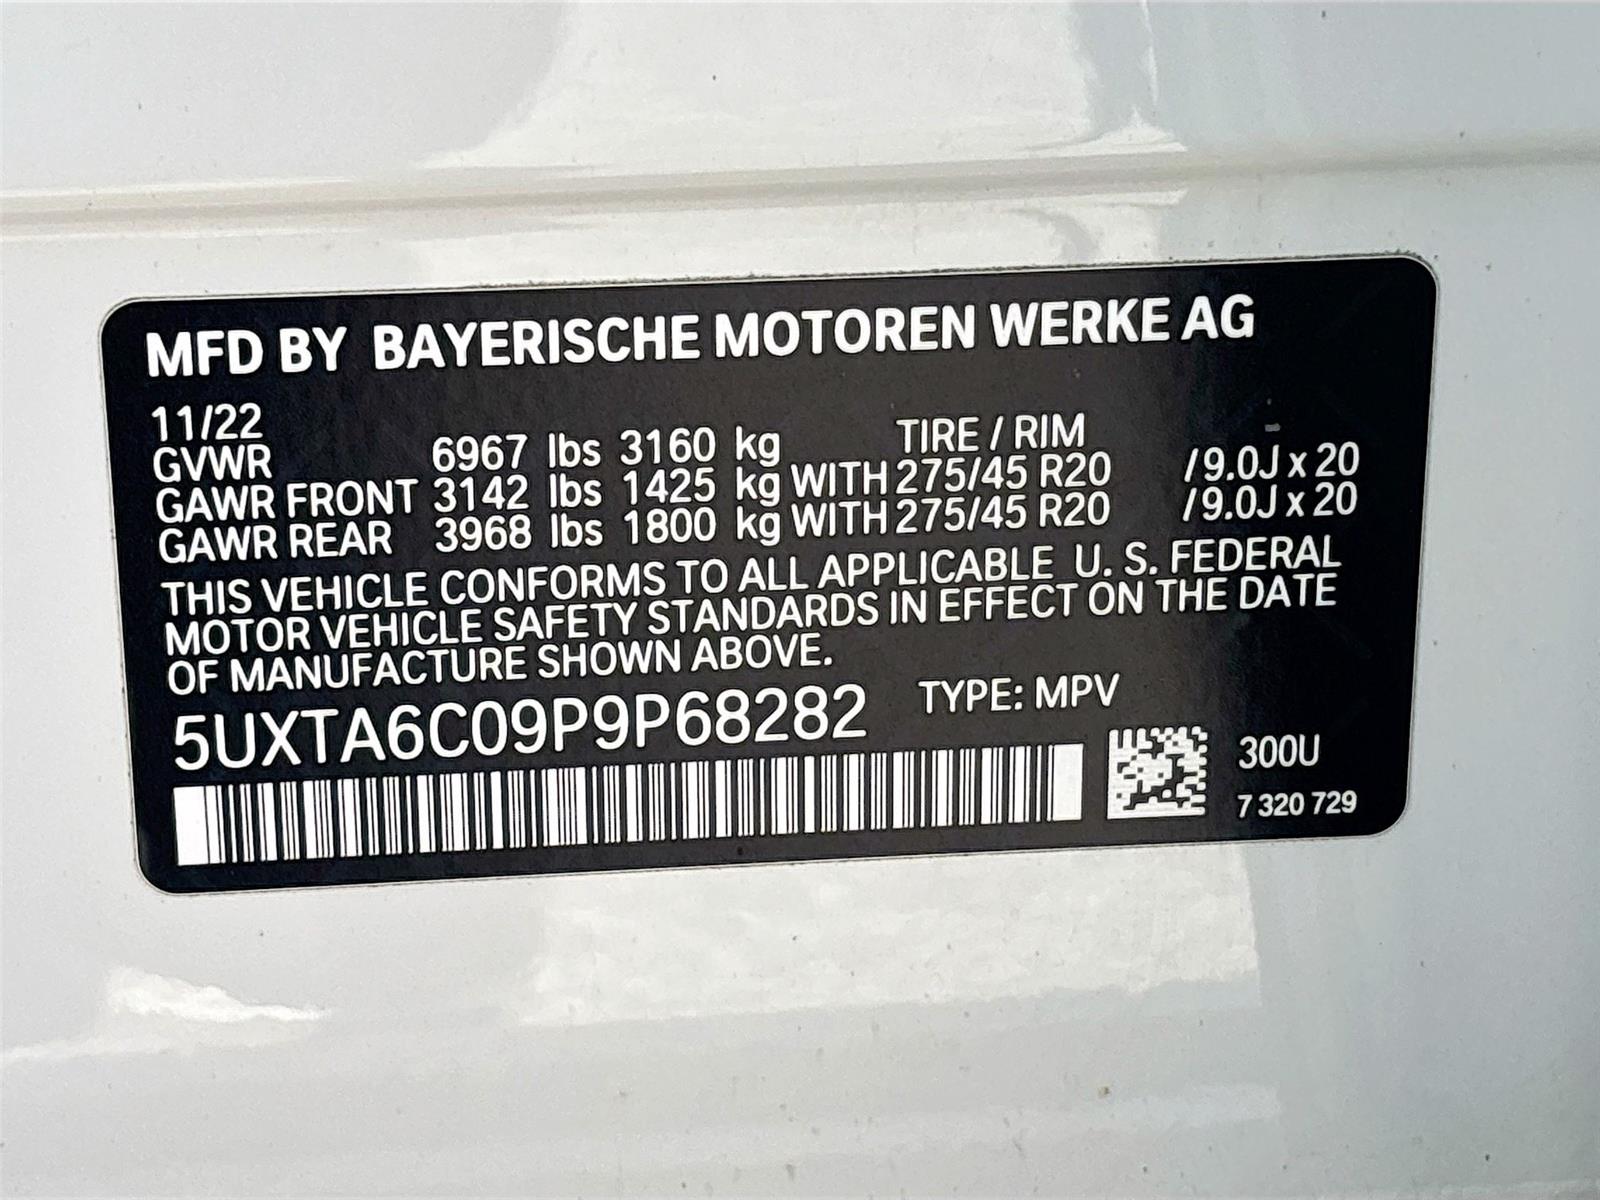 MFD BY BAYERISCHE MOTOREN WERKE AG
11/22
GVWR 6967 lbs 3160 kg TIRE / RIM
GAWR FRONT 3142 lbs 1425 kg WITH 275/45 R20 /9.0J x 20
GAWR REAR 3968 lbs 1800 kg WITH 275/45 R20 /9.0J x 20
THIS VEHICLE CONFORMS TO ALL APPLICABLE U. S. FEDERAL
MOTOR VEHICLE SAFETY STANDARDS IN EFFECT ON THE DATE
OF MANUFACTURE SHOWN ABOVE.
5UXTA6C09P9P68282 TYPE: MPV
300U
7 320 729